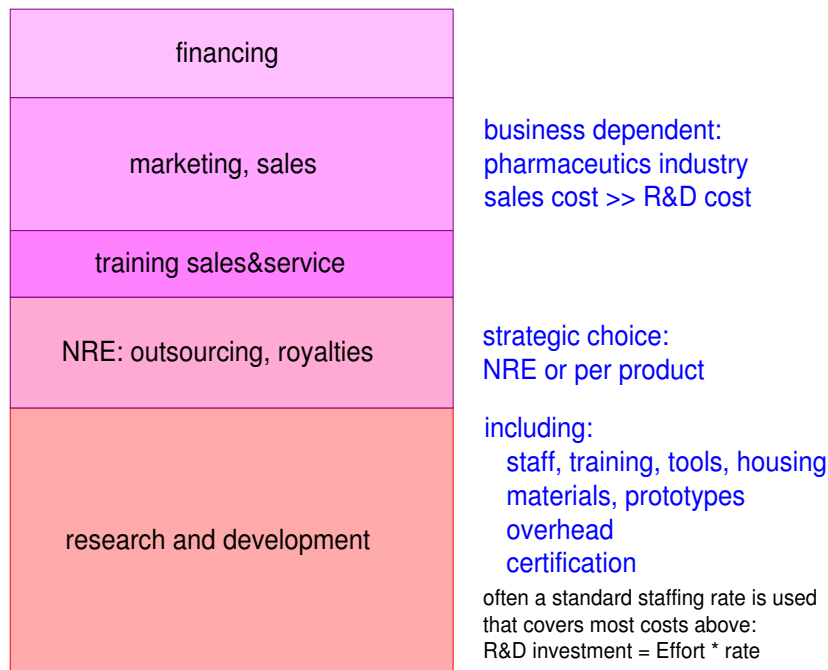 financing
marketing, sales
business dependent:
pharmaceutics industry
sales cost >> R&D cost
training sales&service
NRE: outsourcing, royalties
strategic choice:
NRE or per product
research and development
including:
staff, training, tools, housing
materials, prototypes
overhead
certification
often a standard staffing rate is used
that covers most costs above:
R&D investment = Effort * rate